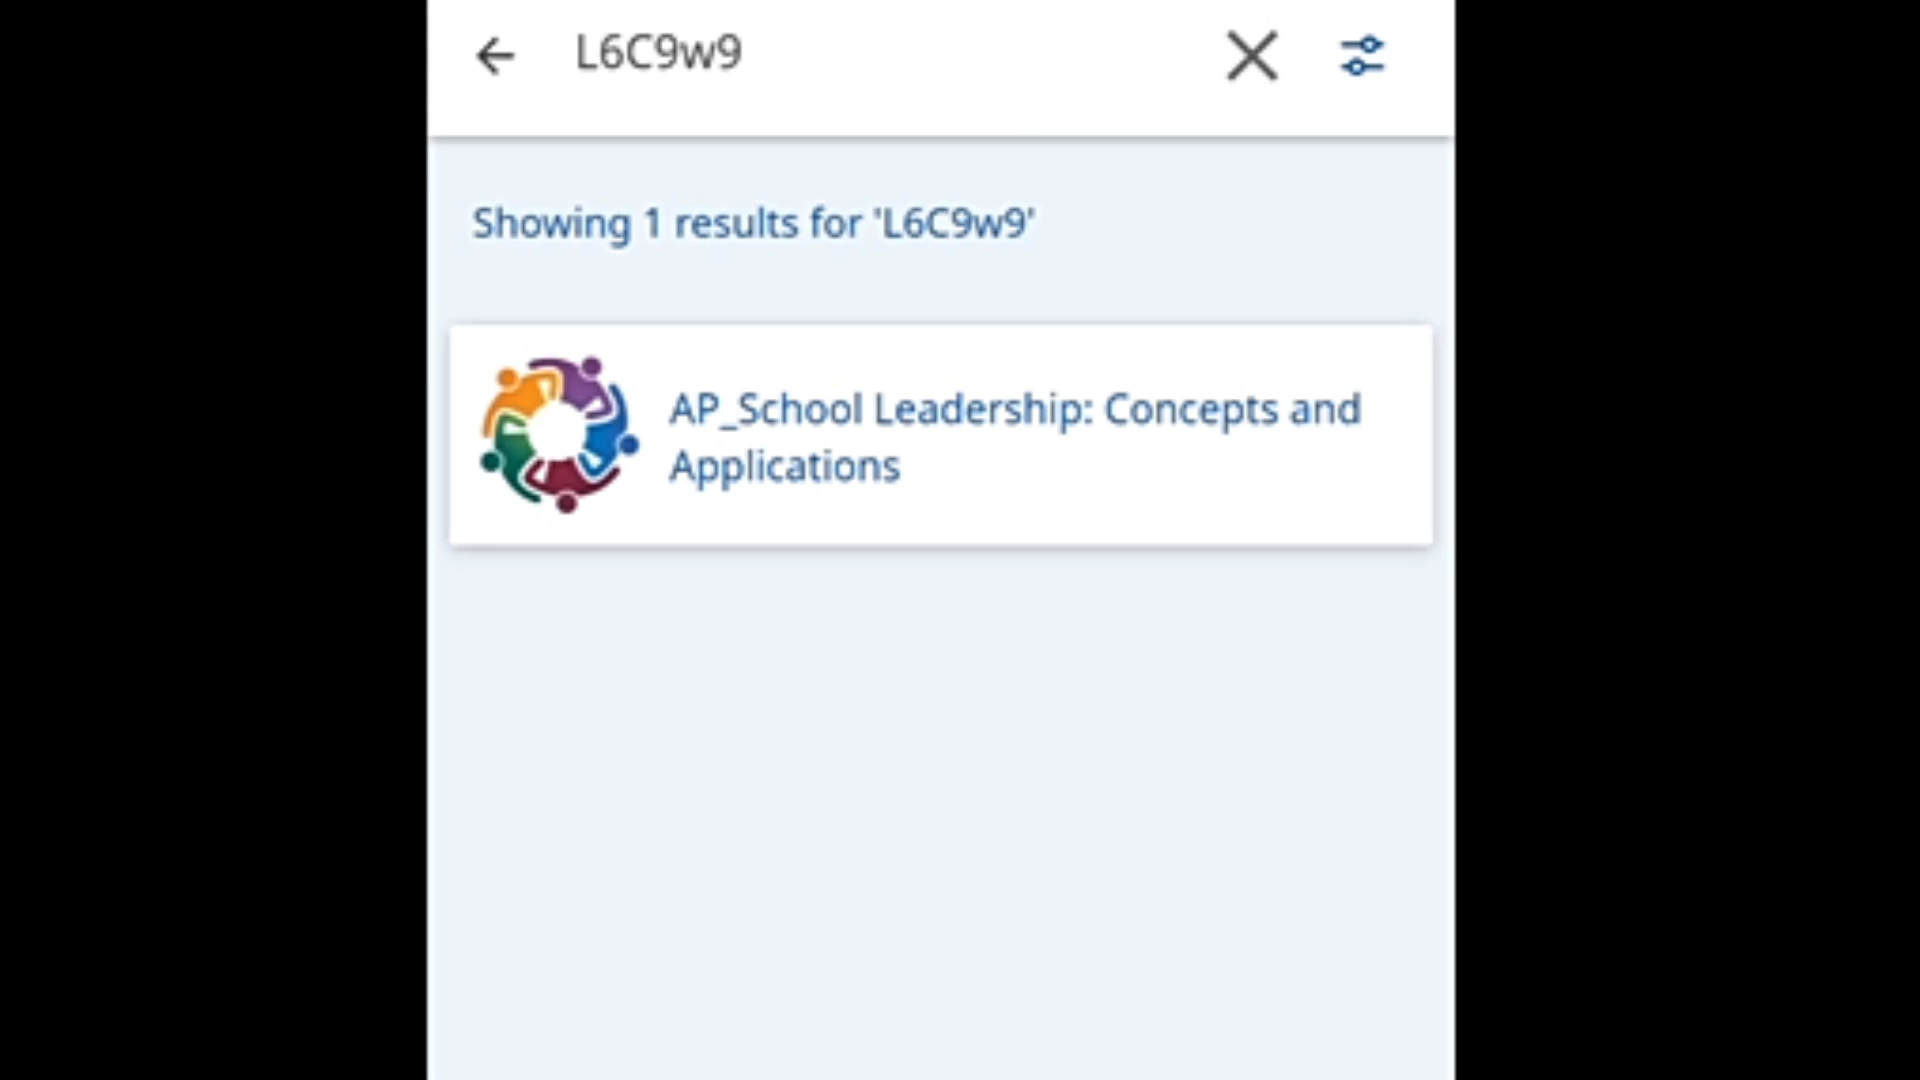 L6C9w9
Showing 1 results for 'L6C9w9'
AP_School Leadership: Concepts and
Applications